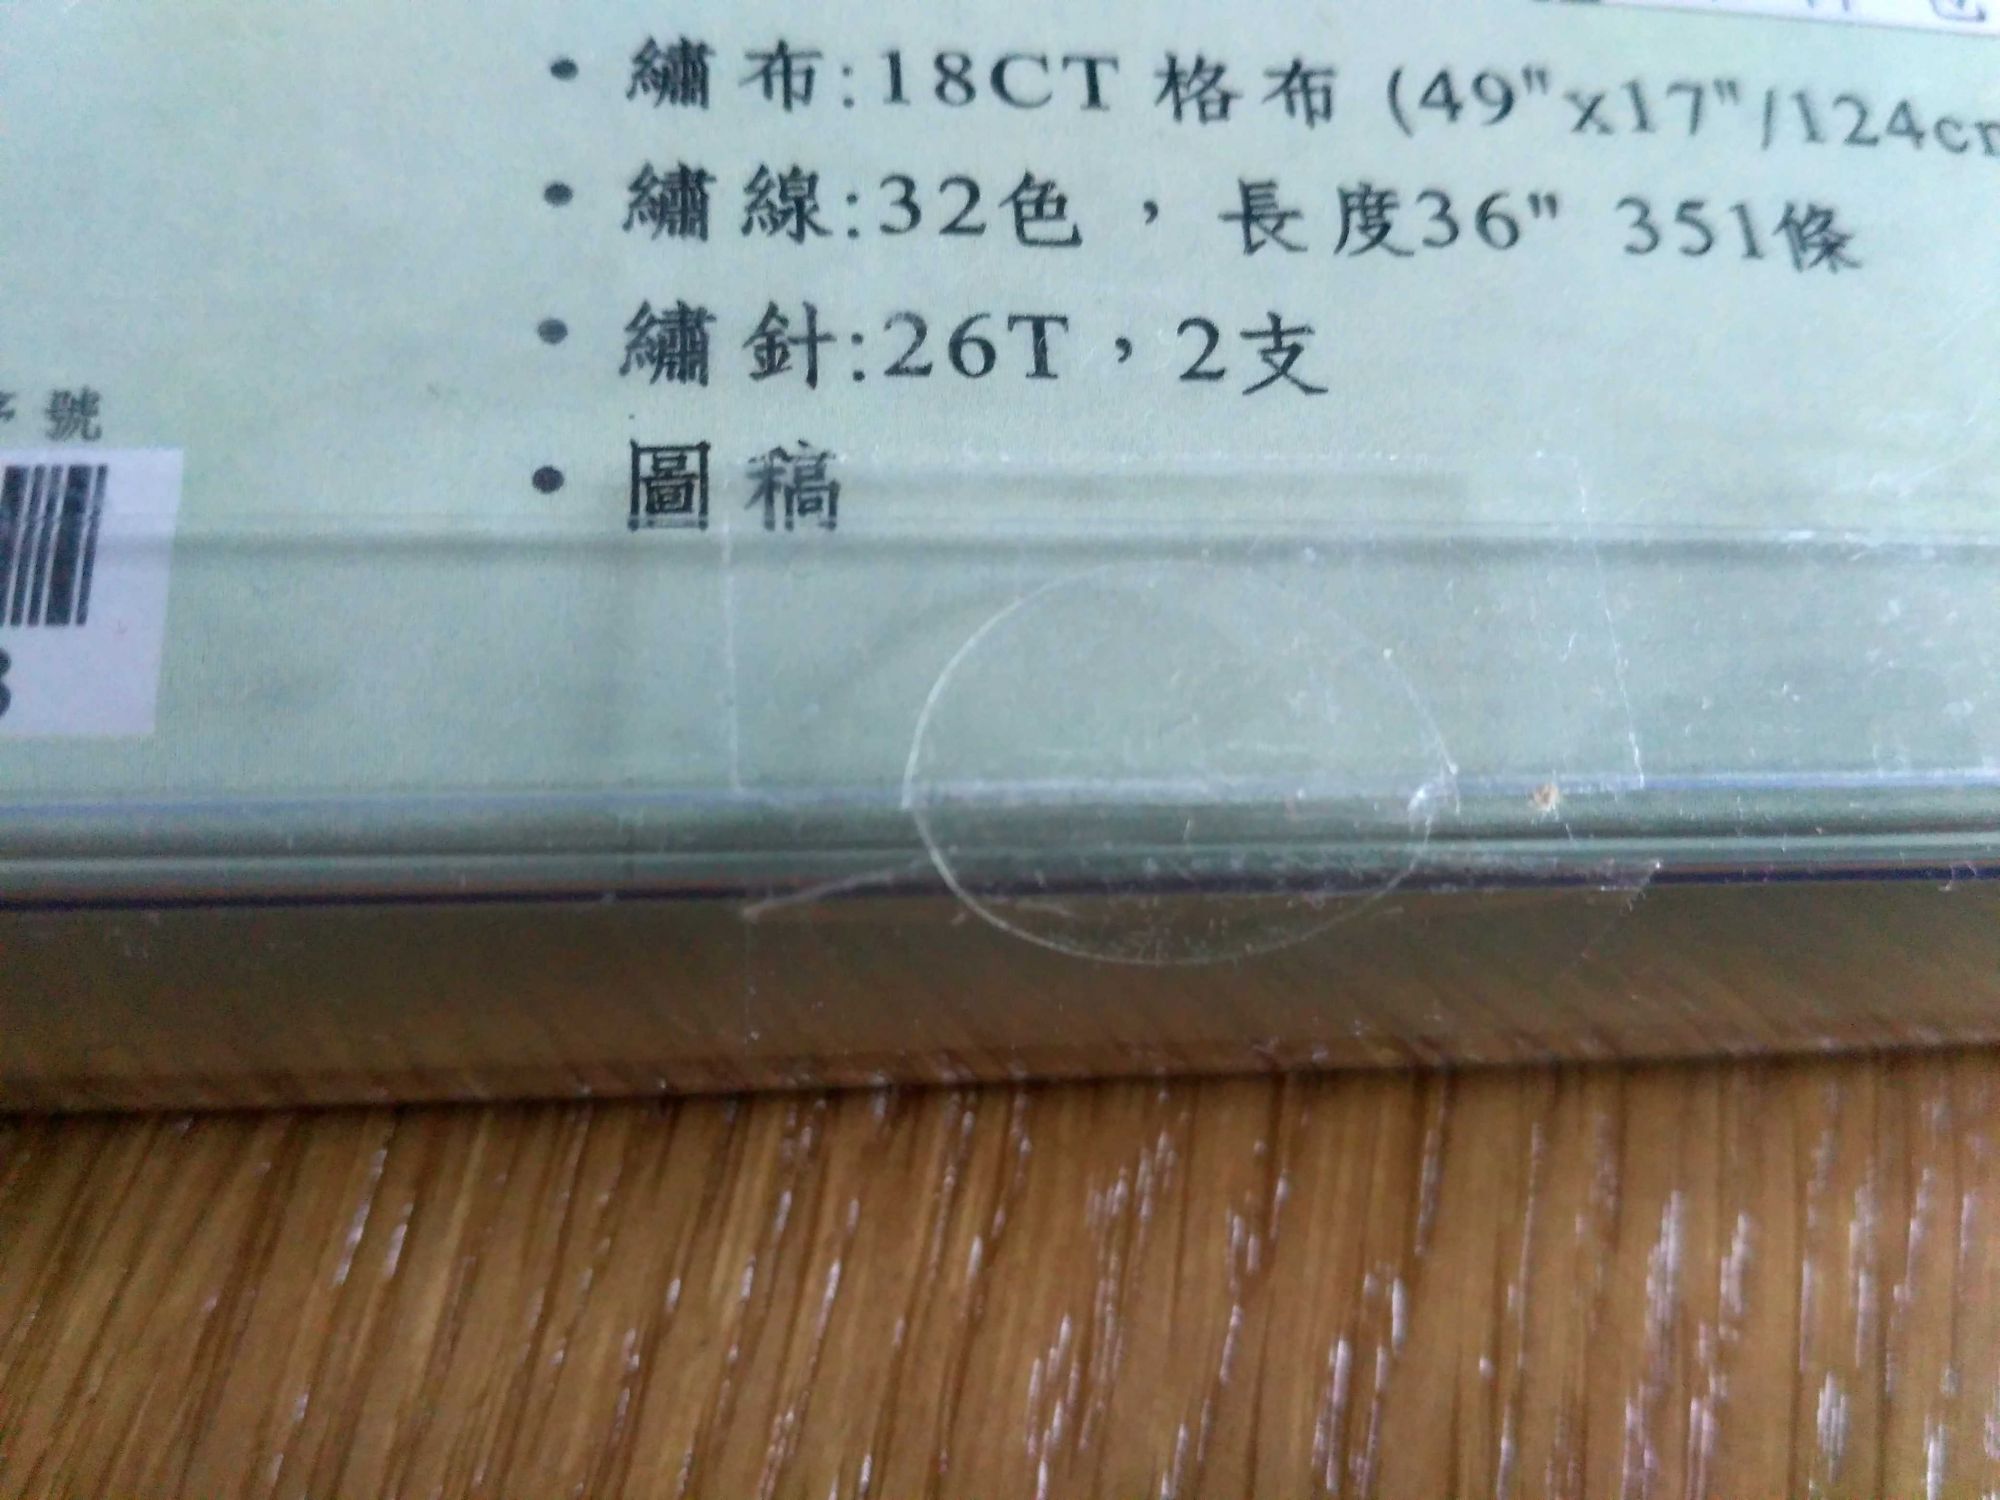 • 繡布:18CT 格布 (49"x17"/124c
• 繡線:32色，長度36" 351條
• 繡針:26T，2支
號
• 圖稿